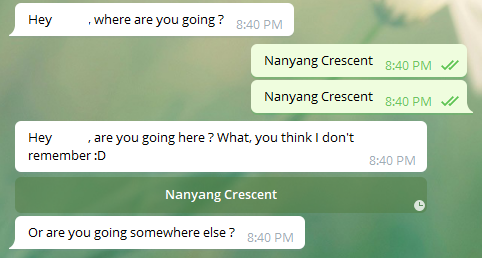 Hey , where are you going ? 8:40 PM
Nanyang Crescent 8:40 PM
Nanyang Crescent 8:40 PM
Hey , are you going here ? What, you think I don't
remember :D 8:40 PM
Nanyang Crescent
Or are you going somewhere else ? 8:40 PM